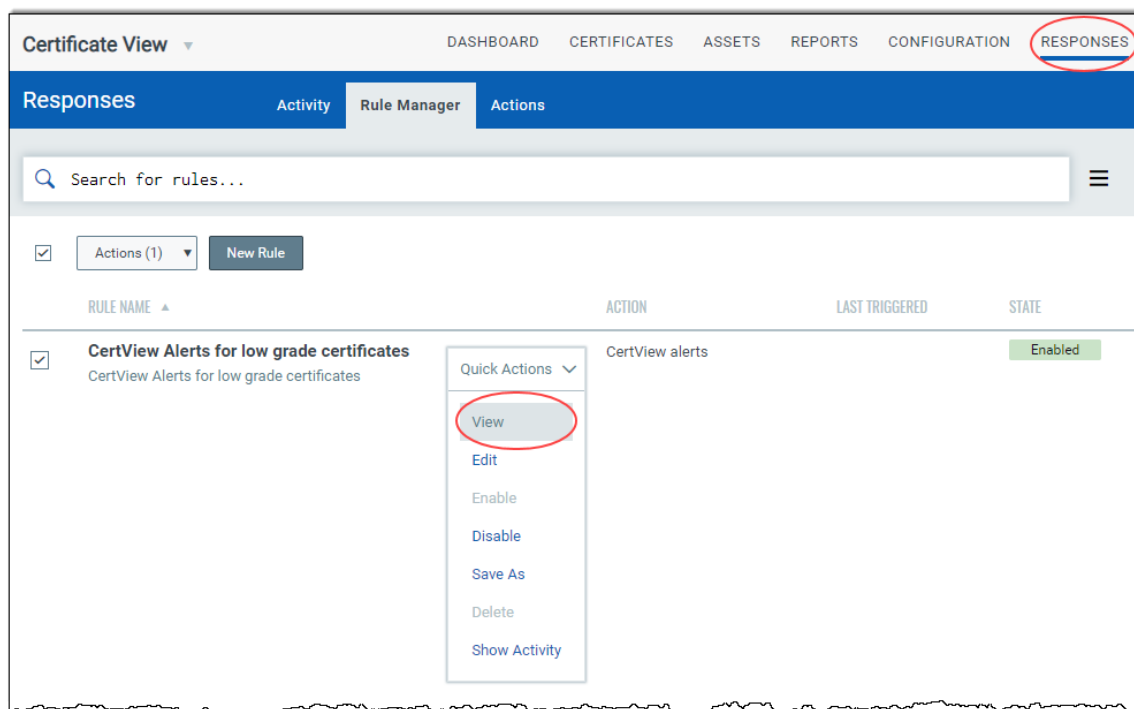 Certificate View DASHBOARD CERTIFICATES ASSETS REPORTS CONFIGURATION RESPONSES
Responses Activity Rule Manager Actions
Search for rules...
Actions (1) New Rule
RULE NAME ACTION LAST TRIGGERED STATE
CertView Alerts for low grade certificates Quick Actions CertView alerts Enabled
CertView Alerts for low grade certificates
View
Edit
Enable
Disable
Save As
Delete
Show Activity